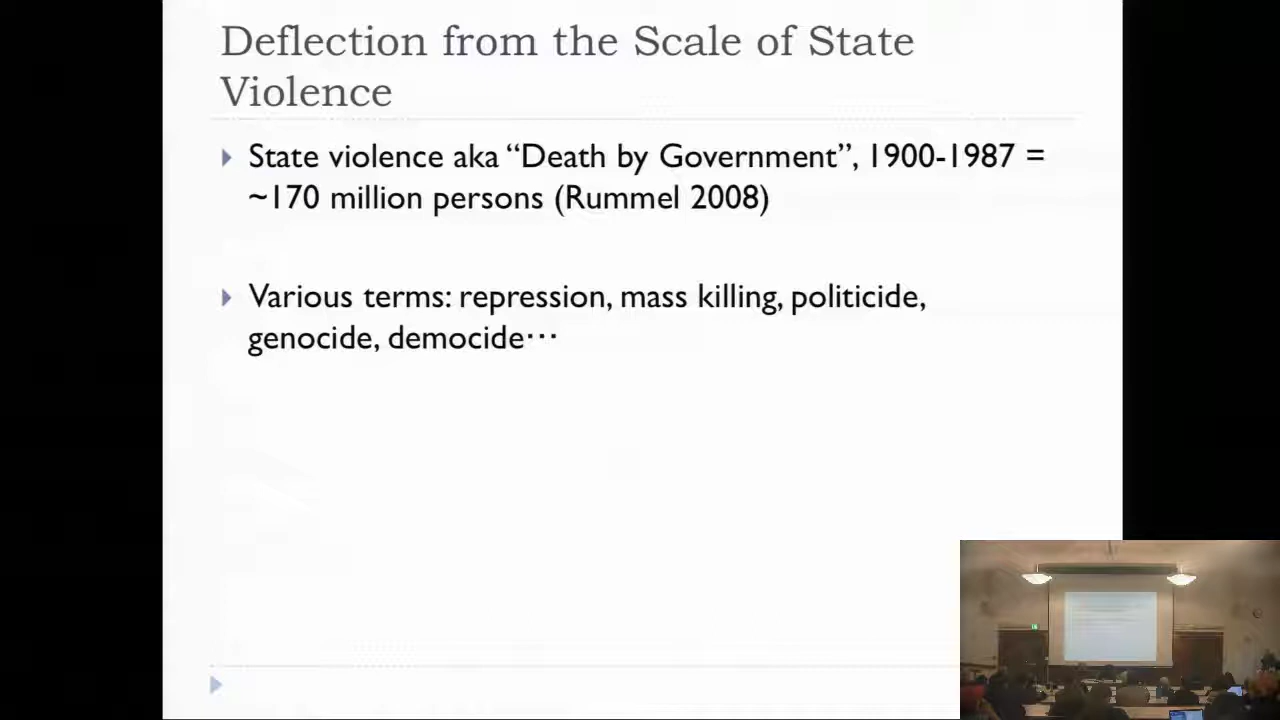 Deflection from the Scale of State
Violence
State violence aka “Death by Government”, 1900-1987 =
~170 million persons (Rummel 2008)
Various terms: repression, mass killing, politicide,
genocide, democide…